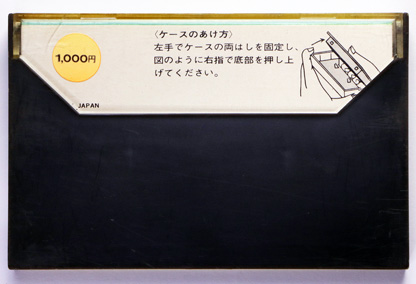 1,000円
〈ケースのあけ方〉
左手でケースの両はしを固定し、
図のように右指で底部を押し上
げてください。
JAPAN